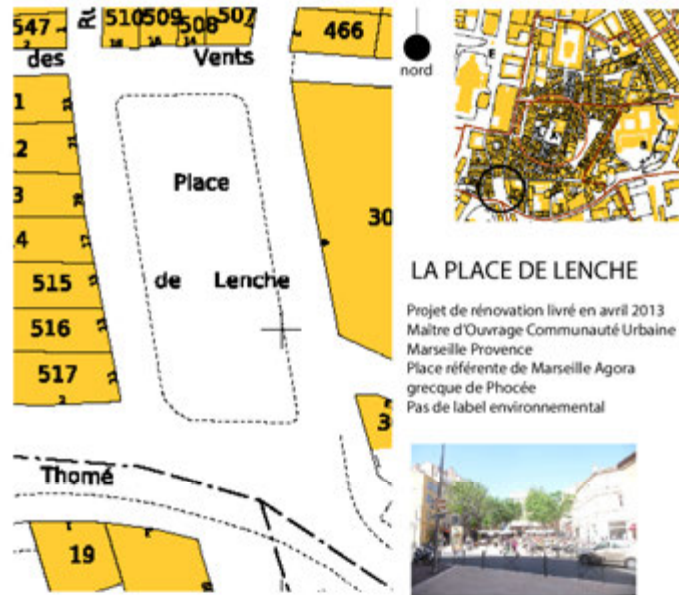 547
Ru
510 509 508 507
466
des Vents
1
2
3
4
515
516
517
Place
de Lenche
30
3
Thomé
19
nord
LA PLACE DE LENCHE
Projet de rénovation livré en avril 2013
Maître d'Ouvrage Communauté Urbaine
Marseille Provence
Place référente de Marseille Agora
grecque de Phocée
Pas de label environnemental